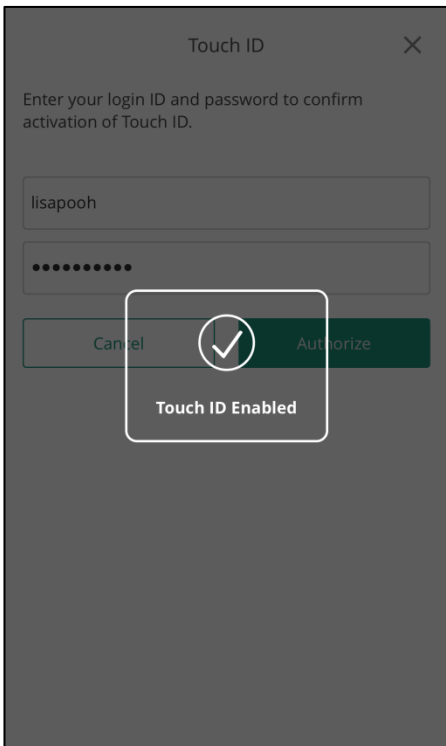 Touch ID
Enter your login ID and password to confirm
activation of Touch ID.
lisapooh
••••••••••
Cancel
Authorize
Touch ID Enabled